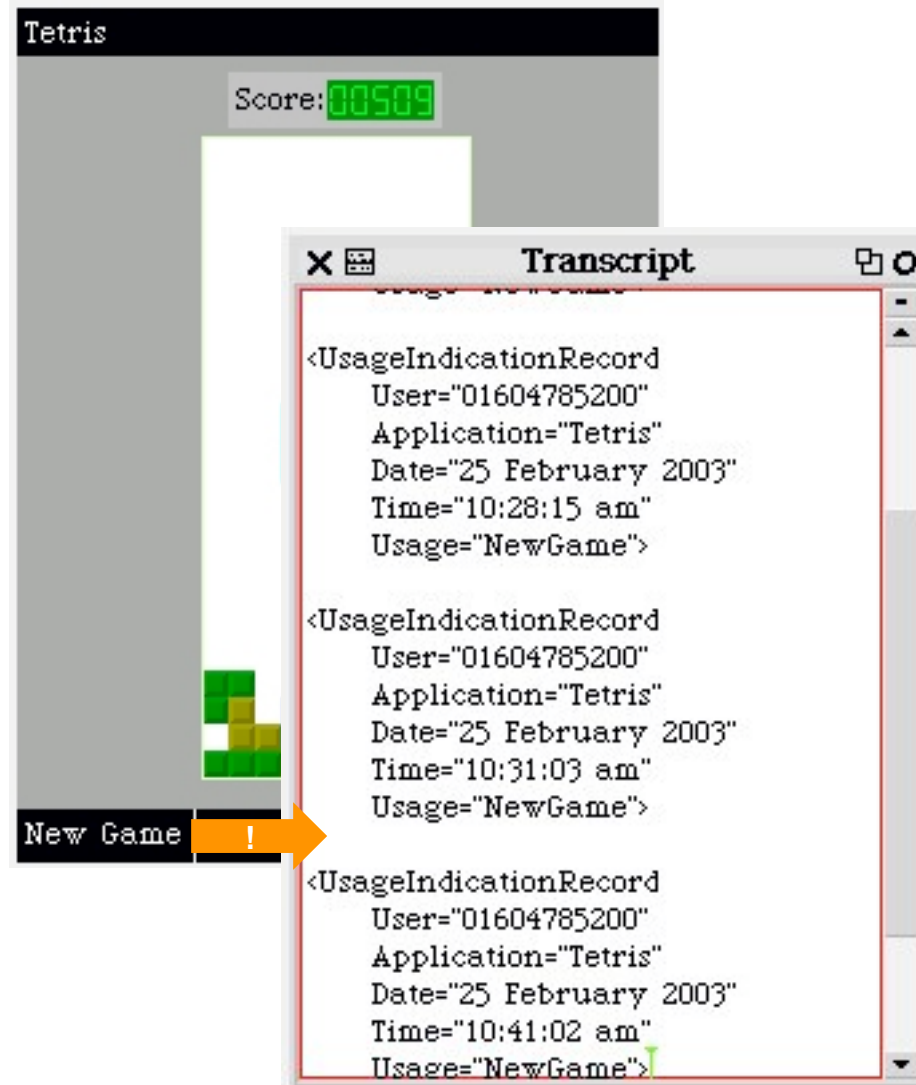 Tetris
Score: 00509
Transcript
<UsageIndicationRecord
User="01604785200"
Application="Tetris"
Date="25 February 2003"
Time="10:28:15 am"
Usage="NewGame">
<UsageIndicationRecord
User="01604785200"
Application="Tetris"
Date="25 February 2003"
Time="10:31:03 am"
Usage="NewGame">
New Game
!
<UsageIndicationRecord
User="01604785200"
Application="Tetris"
Date="25 February 2003"
Time="10:41:02 am"
Usage="NewGame">